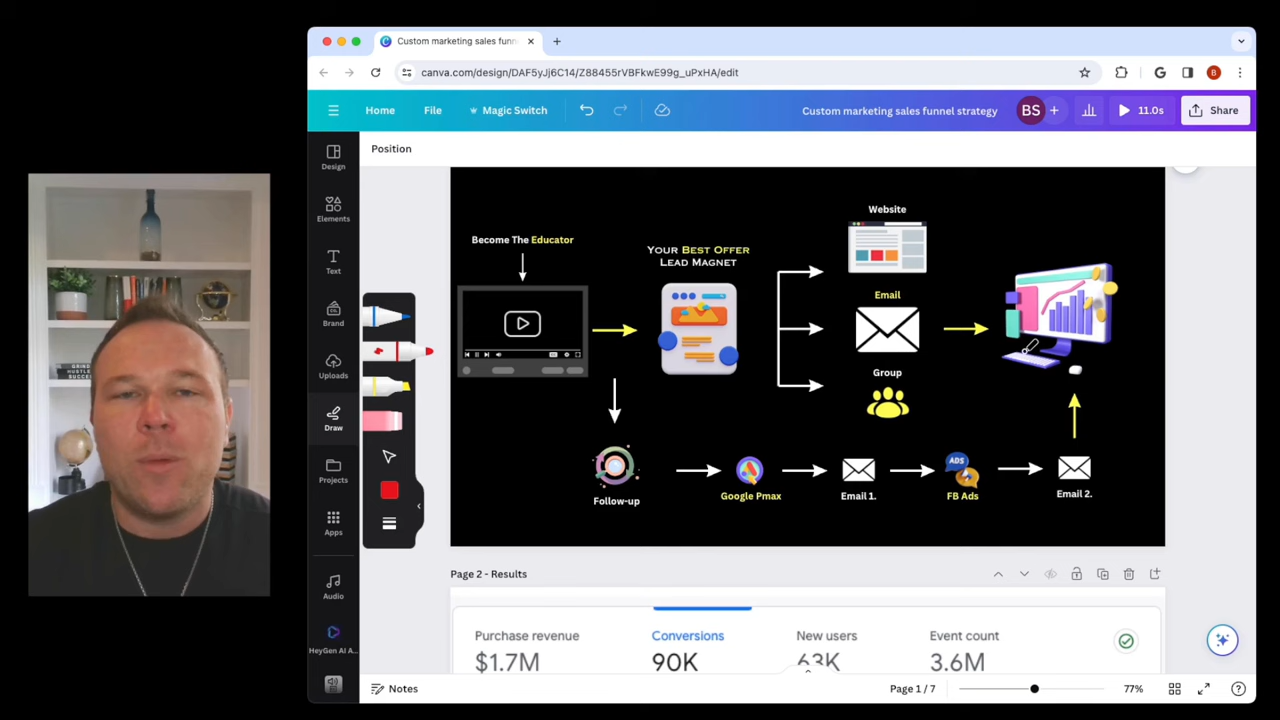 Custom marketing sales funn
canva.com/design/DAF5yJj6C14/Z88455rVBFkwE99g_uPxHA/edit
B
Home
File
Magic Switch
Custom marketing sales funnel strategy
BS
11.0s
Share
Position
Design
Elements
Text
Brand
Uploads
Draw
Projects
Apps
Audio
HeyGen AI A...
Become The Educator
YOUR BEST OFFER
LEAD MAGNET
Website
Email
Group
Follow-up
Google Pmax
Email 1.
ADS
FB Ads
Email 2.
Page 2 - Results
Purchase revenue
$1.7M
Conversions
90K
New users
63K
Event count
3.6M
Notes
Page 1 / 7
77%